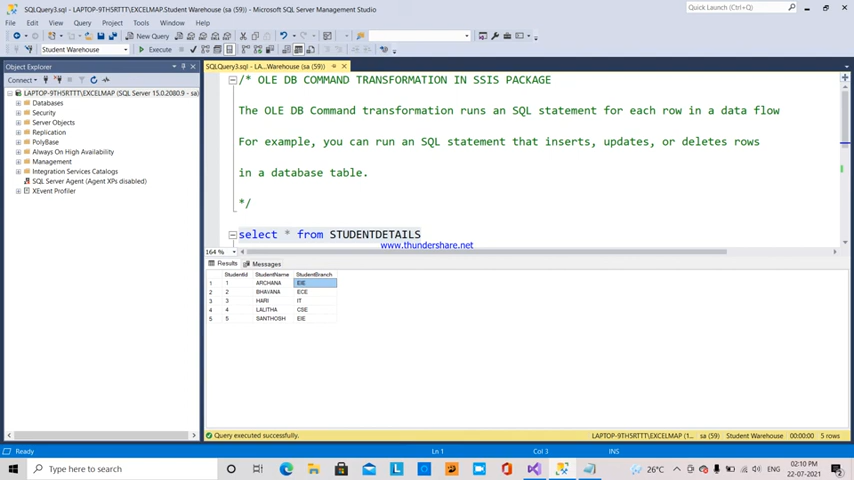 SQLQuery3.sql - LAPTOP-9TH5RTTT\EXCELMAP.Student Warehouse (sa (59)) - Microsoft SQL Server Management Studio
Quick Launch (Ctrl+Q)
File Edit View Query Project Tools Window Help
New Query
Student Warehouse Execute
Object Explorer
SQLQuery3.sql - LA...Warehouse (sa (59))
Connect
LAPTOP-9TH5RTTT\EXCELMAP (SQL Server 15.0.2080.9 - sa)
Databases
Security
Server Objects
Replication
PolyBase
Always On High Availability
Management
Integration Services Catalogs
SQL Server Agent (Agent XPs disabled)
XEvent Profiler
/* OLE DB COMMAND TRANSFORMATION IN SSIS PACKAGE
The OLE DB Command transformation runs an SQL statement for each row in a data flow
For example, you can run an SQL statement that inserts, updates, or deletes rows
in a database table.
*/
select * from STUDENTDETAILS
www.thundershare.net
164 %
Results Messages
StudentId StudentName StudentBranch
1 1 ARCHANA EIE
2 2 BHAVANA ECE
3 3 HARI IT
4 4 LALITHA CSE
5 5 SANTHOSH EIE
Query executed successfully. LAPTOP-9TH5RTTT\EXCELMAP (1... sa (59) Student Warehouse 00:00:00 5 rows
Ready Ln 1 Col 3 INS
Type here to search
26°C ENG 02:10 PM
22-07-2021